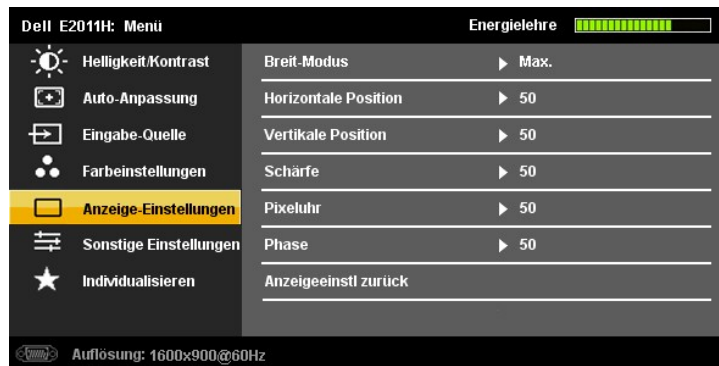 Dell E2011H: Menü Energielehre
Helligkeit/Kontrast Breit-Modus Max.
Auto-Anpassung Horizontale Position 50
Eingabe-Quelle Vertikale Position 50
Farbeinstellungen Schärfe 50
Anzeige-Einstellungen Pixeluhr 50
Sonstige Einstellungen Phase 50
Individualisieren Anzeigeeinstl zurück
Auflösung: 1600x900@60Hz